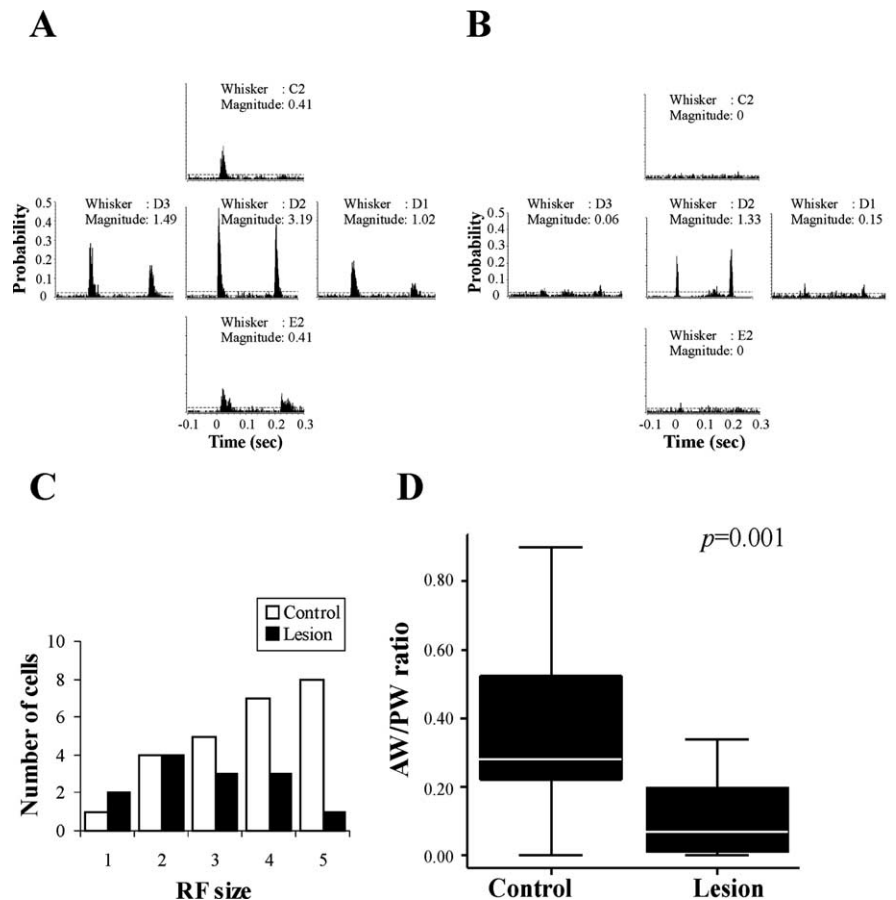 A
Whisker : C2
Magnitude: 0.41
Whisker : D3
Magnitude: 1.49
Whisker : D2
Magnitude: 3.19
Whisker : D1
Magnitude: 1.02
Probability
0.5
0.4
0.3
0.2
0.1
0
Whisker : E2
Magnitude: 0.41
-0.1 0 0.1 0.2 0.3
Time (sec)
B
Whisker : C2
Magnitude: 0
Whisker : D3
Magnitude: 0.06
Whisker : D2
Magnitude: 1.33
Whisker : D1
Magnitude: 0.15
Probability
0.5
0.4
0.3
0.2
0.1
0
Whisker : E2
Magnitude: 0
-0.1 0 0.1 0.2 0.3
Time (sec)
C
Control
Lesion
Number of cells
10
8
6
4
2
0
1 2 3 4 5
RF size
D
p=0.001
AW/PW ratio
0.80
0.60
0.40
0.20
0.00
Control Lesion